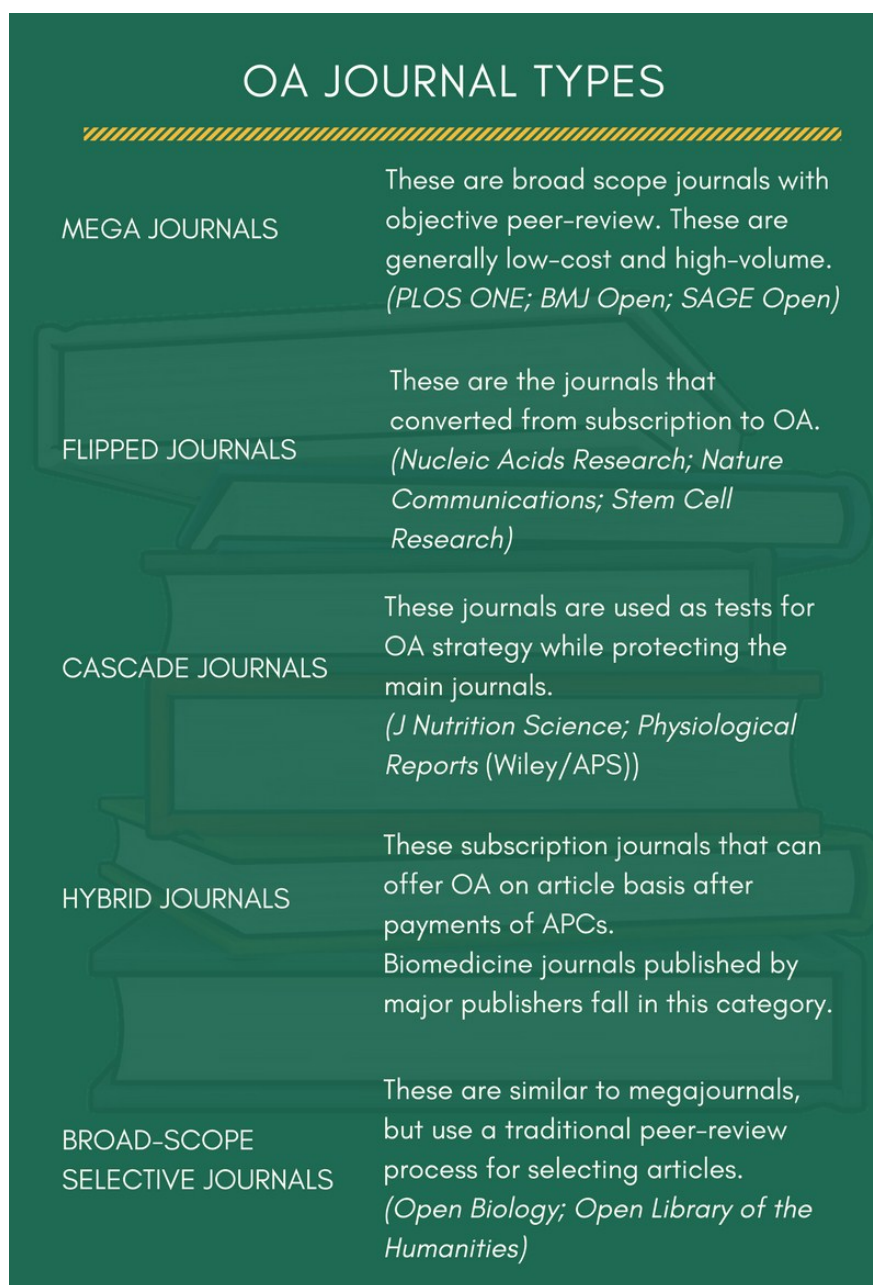 OA JOURNAL TYPES
MEGA JOURNALS
These are broad scope journals with
objective peer-review. These are
generally low-cost and high-volume.
(PLOS ONE; BMJ Open; SAGE Open)
FLIPPED JOURNALS
These are the journals that
converted from subscription to OA.
(Nucleic Acids Research; Nature
Communications; Stem Cell
Research)
CASCADE JOURNALS
These journals are used as tests for
OA strategy while protecting the
main journals.
(J Nutrition Science; Physiological
Reports (Wiley/APS))
HYBRID JOURNALS
These subscription journals that can
offer OA on article basis after
payments of APCs.
Biomedicine journals published by
major publishers fall in this category.
BROAD-SCOPE
SELECTIVE JOURNALS
These are similar to megajournals,
but use a traditional peer-review
process for selecting articles.
(Open Biology; Open Library of the
Humanities)